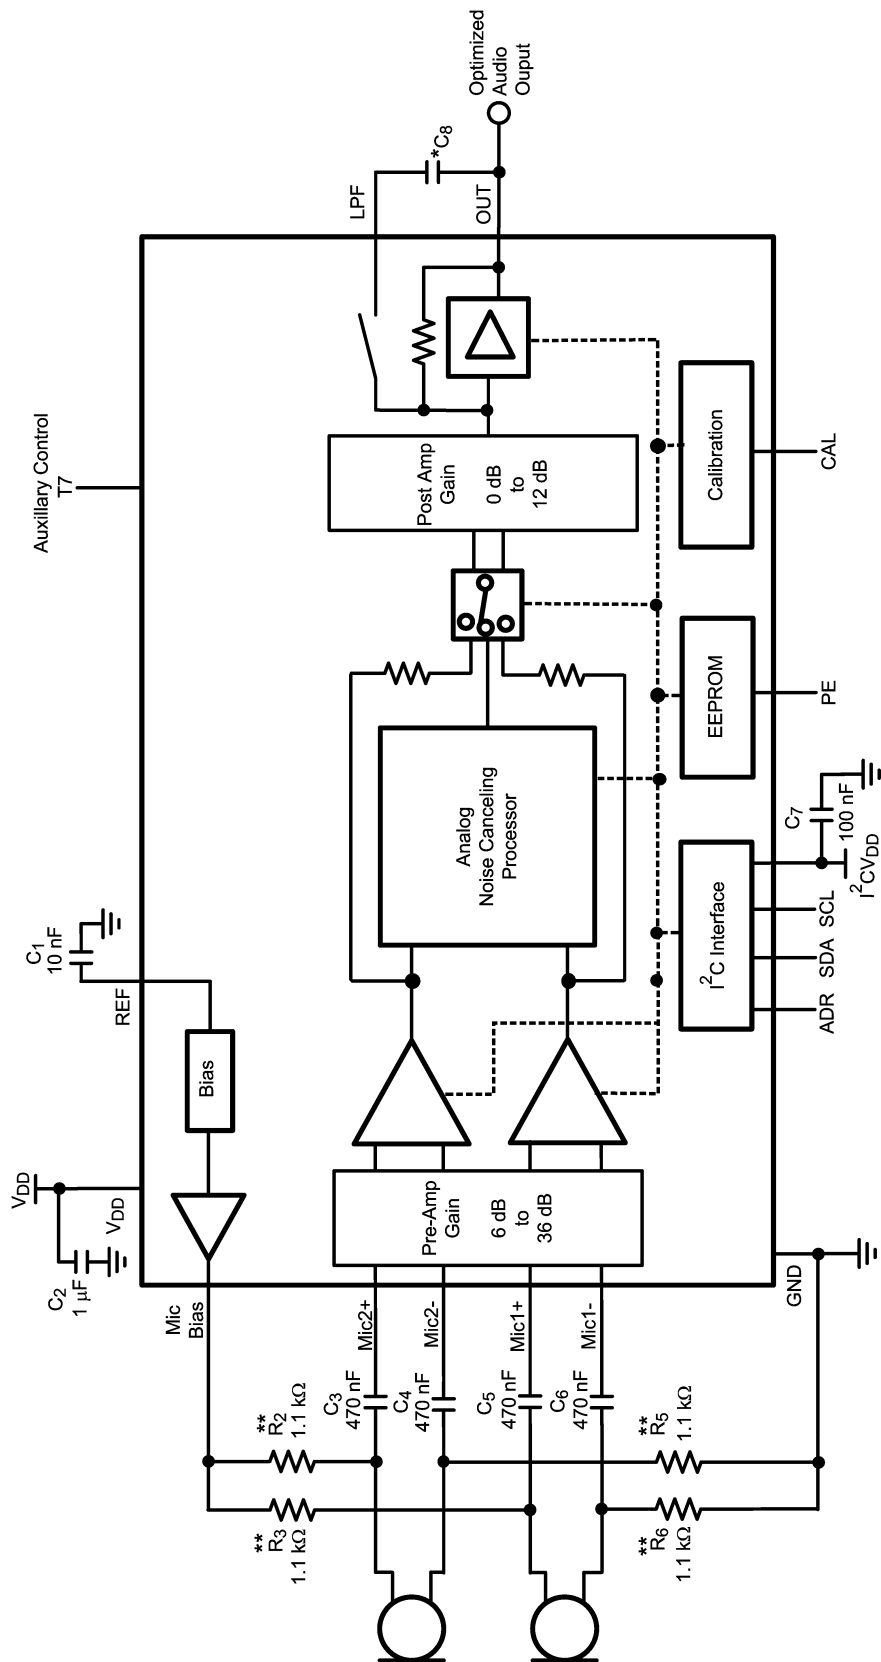 Optimized
Audio
Ouput
*C8
LPF
OUT
Auxillary Control
T7
Post Amp
Gain
0 dB
to
12 dB
Calibration
CAL
EEPROM
PE
Analog
Noise Canceling
Processor
C7
100 nF
I2CVDD
I2C Interface
SCL
SDA
ADR
C1
10 nF
REF
Bias
VDD
VDD
C2
1 µF
Pre-Amp
Gain
6 dB
to
36 dB
GND
Mic
Bias
Mic2+
Mic2-
Mic1+
Mic1-
C3
470 nF
C4
470 nF
C5
470 nF
C6
470 nF
**
R2
1.1 kΩ
**
R5
1.1 kΩ
**
R3
1.1 kΩ
**
R6
1.1 kΩ